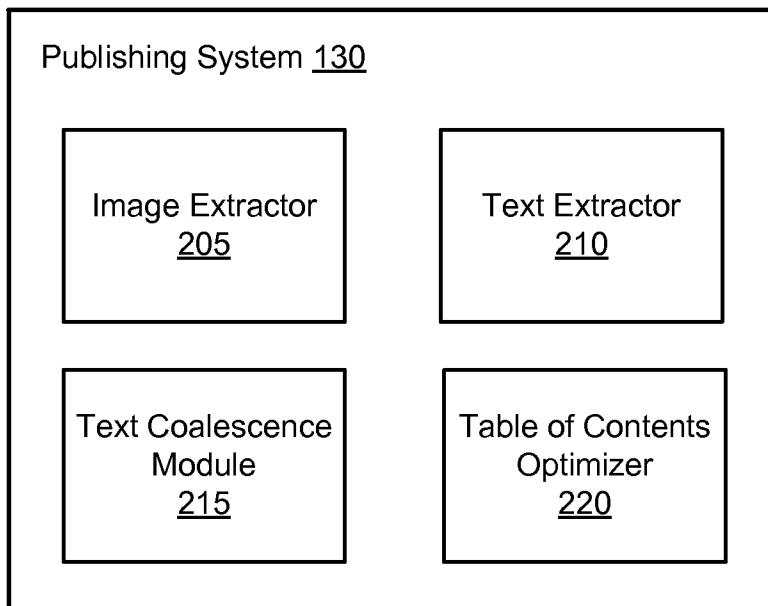 Publishing System 130
Image Extractor
205
Text Extractor
210
Text Coalescence
Module
215
Table of Contents
Optimizer
220